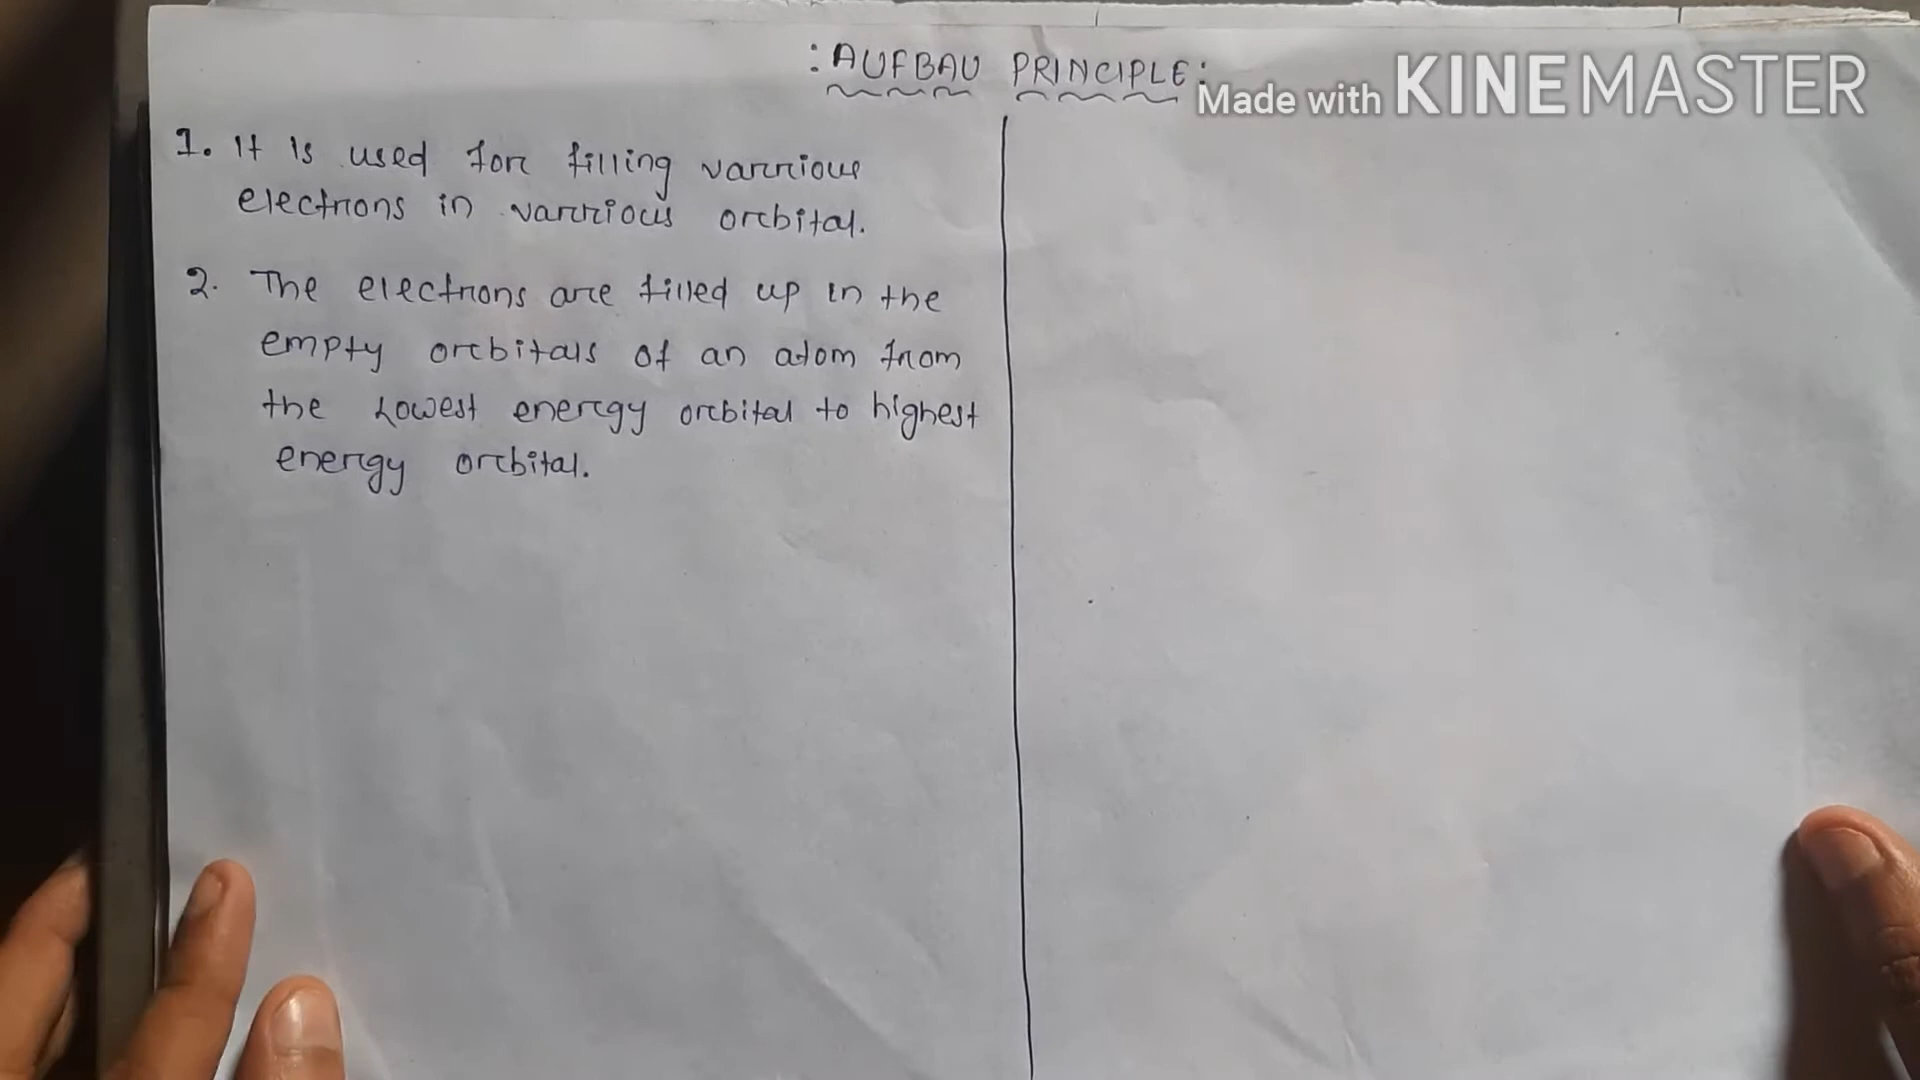 : AUFBAU PRINCIPLE :
Made with KINEMASTER
1. It is used for filling varrious
electrons in varrious orbital.
2. The electrons are filled up in the
empty orbitals of an atom from
the Lowest energy orbital to highest
energy orbital.